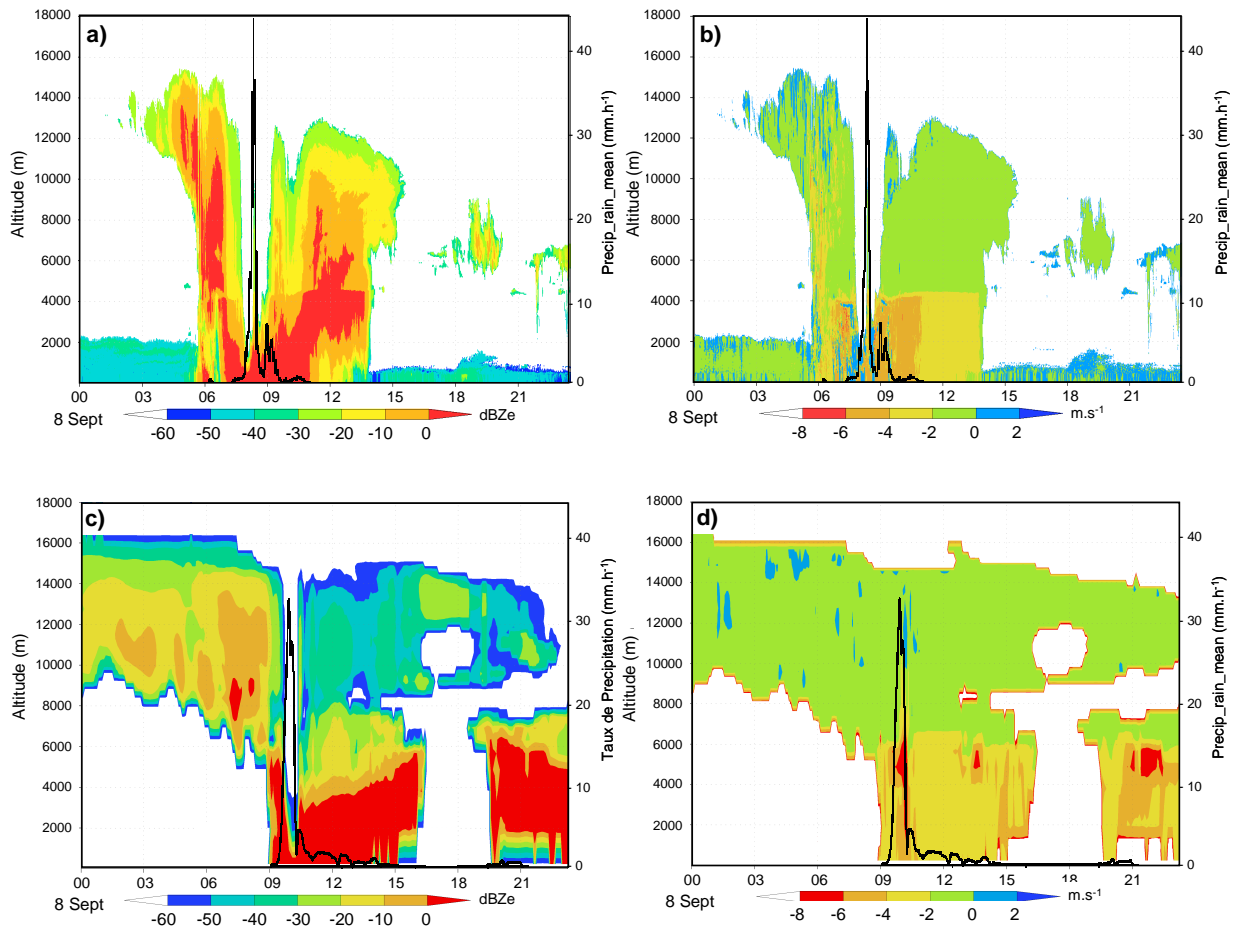 a)
18000
16000
14000
12000
10000
8000
6000
4000
2000
Altitude (m)
40
30
20
10
0
Precip_rain_mean (mm.h-1)
00 03 06 09 12 15 18 21
8 Sept
-60 -50 -40 -30 -20 -10 0
dBZe
b)
18000
16000
14000
12000
10000
8000
6000
4000
2000
Altitude (m)
40
30
20
10
0
Precip_rain_mean (mm.h-1)
00 03 06 09 12 15 18 21
8 Sept
-8 -6 -4 -2 0 2
m.s-1
c)
18000
16000
14000
12000
10000
8000
6000
4000
2000
Altitude (m)
40
30
20
10
0
Taux de Precipitation (mm.h-1)
00 03 06 09 12 15 18 21
8 Sept
-60 -50 -40 -30 -20 -10 0
dBZe
d)
18000
16000
14000
12000
10000
8000
6000
4000
2000
Altitude (m)
40
30
20
10
0
Precip_rain_mean (mm.h-1)
00 03 06 09 12 15 18 21
8 Sept
-8 -6 -4 -2 0 2
m.s-1